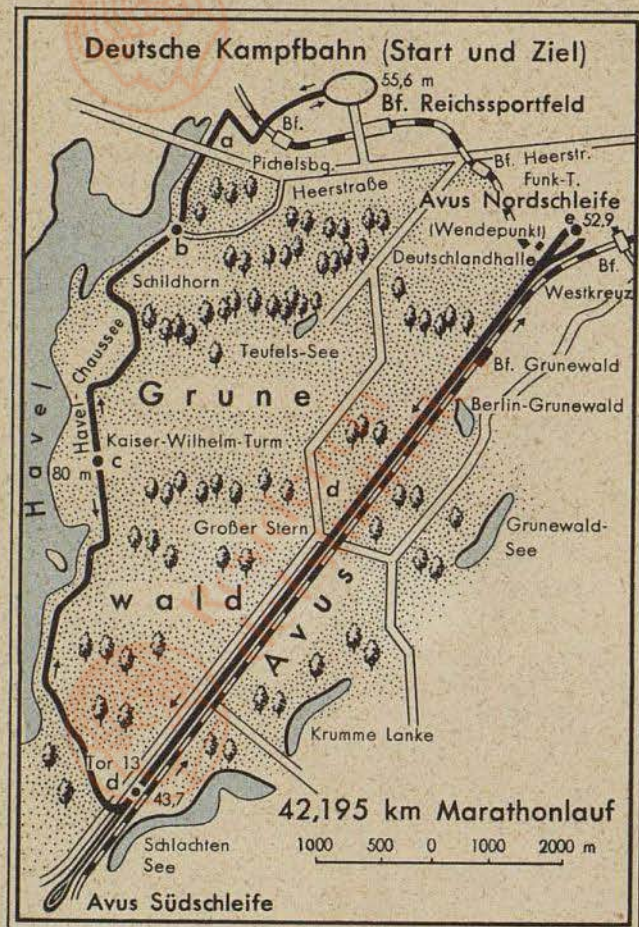 Deutsche Kampfbahn (Start und Ziel)
55,6 m
Bf. Reichssportfeld
Bf.
a
Pichelsbg.
Heerstraße
Bf. Heerstr.
Funk-T.
Avus Nordschleife
e 52,9
(Wendepunkt)
b
Deutschlandhalle
Bf.
Westkreuz
Schildhorn
Teufels-See
Bf. Grunewald
Havel-Chaussee
Havel
Grune
Berlin-Grunewald
Kaiser-Wilhelm-Turm
80 m
c
d
Großer Stern
Grunewald-
See
wald
Avus
Krumme Lanke
Tor 13
d
43,7
42,195 km Marathonlauf
1000 500 0 1000 2000 m
Schlachten
See
Avus Südschleife